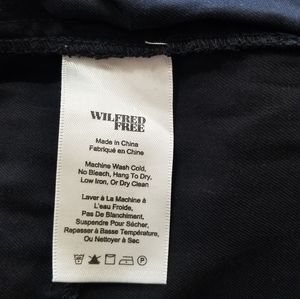 WILFRED
FREE
Made in China
Fabriqué en Chine
Machine Wash Cold,
No Bleach, Hang To Dry,
Low Iron, Or Dry Clean
Laver à La Machine à
L'eau Froide,
Pas De Blanchiment,
Suspendre Pour Sécher,
Repasser à Basse Température,
Ou Nettoyer à Sec